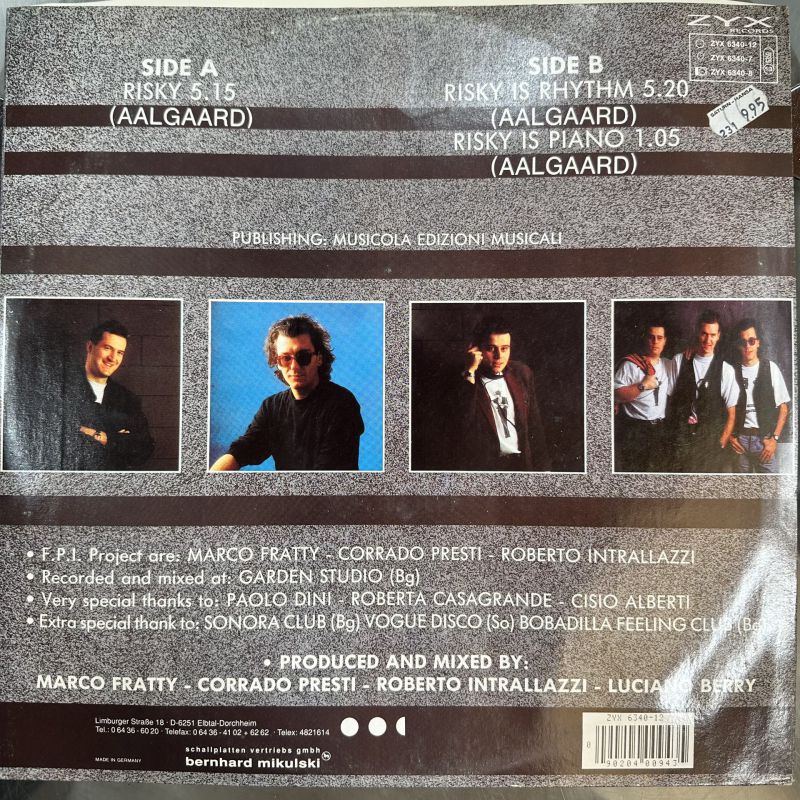 ZYX
RECORDS
ZYX 6340-12
ZYX 6340-7
ZYX 6340-8
SIDE A
RISKY 5.15
(AALGAARD)
SIDE B
RISKY IS RHYTHM 5.20
(AALGAARD)
RISKY IS PIANO 1.05
(AALGAARD)
231 9.95
PUBLISHING: MUSICOLA EDIZIONI MUSICALI
• F.P.I. Project are: MARCO FRATTY - CORRADO PRESTI - ROBERTO INTRALLAZZI
• Recorded and mixed at: GARDEN STUDIO (Bg)
• Very special thanks to: PAOLO DINI - ROBERTA CASAGRANDE - CISIO ALBERTI
• Extra special thank to: SONORA CLUB (Bg) VOGUE DISCO (So) BOBADILLA FEELING CLUB
• PRODUCED AND MIXED BY:
MARCO FRATTY - CORRADO PRESTI - ROBERTO INTRALLAZZI - LUCIANO BERRY
Limburger Straße 18 · D-6251 Elbtal-Dorchheim
Tel.: 0 64 36 - 60 20 · Telefax: 0 64 36 - 41 02 + 62 62 · Telex: 4821614
schallplatten vertriebs gmbh
bernhard mikulski
MADE IN GERMANY
ZYX 6340-12
0 90204 00943